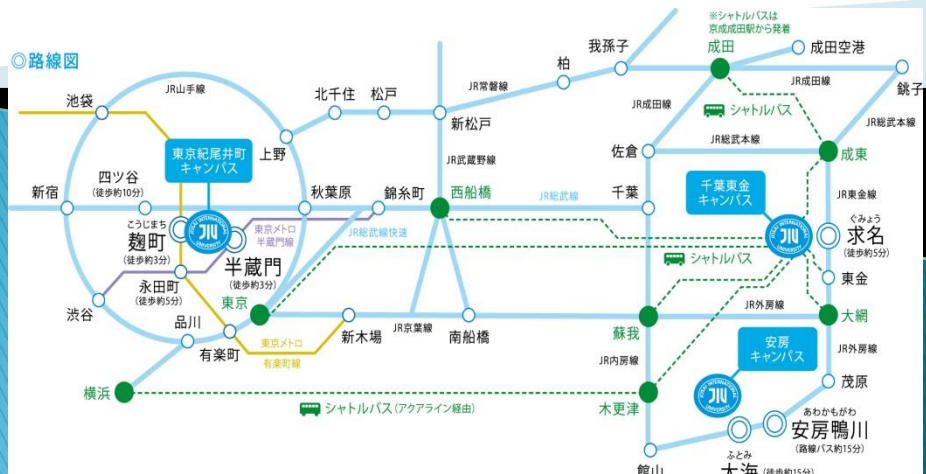 ◎路線図
※シャトルバスは
京成成田駅から発着
成田
成田空港
我孫子
柏
銚子
JR成田線
JR成田線
JR常磐線
JR山手線
池袋
北千住
松戸
新松戸
上野
シャトルバス
JR総武本線
JR総武本線
成東
東京紀尾井町
キャンパス
四ツ谷
(徒歩約10分)
JR武蔵野線
佐倉
千葉東金
キャンパス
JR東金線
新宿
秋葉原
錦糸町
西船橋
JR総武線
千葉
JOSAI INTERNATIONAL
JIU
UNIVERSITY
JIU
UNIVERSITY
ぐみょう
求名
(徒歩約5分)
こうじまち
麹町
(徒歩約3分)
東京メトロ
半蔵門線
JR総武線快速
半蔵門
(徒歩約3分)
シャトルバス
永田町
(徒歩約5分)
東金
渋谷
東京
JR外房線
品川
有楽町
東京メトロ
有楽町線
新木場
JR京葉線
南船橋
蘇我
大網
安房
キャンパス
JR内房線
JR外房線
横浜
シャトルバス(アクアライン経由)
木更津
JIU
UNIVERSITY
茂原
あわかもがわ
安房鴨川
(路線バス約15分)
ふとみ
大海
(徒歩約15分)
館山